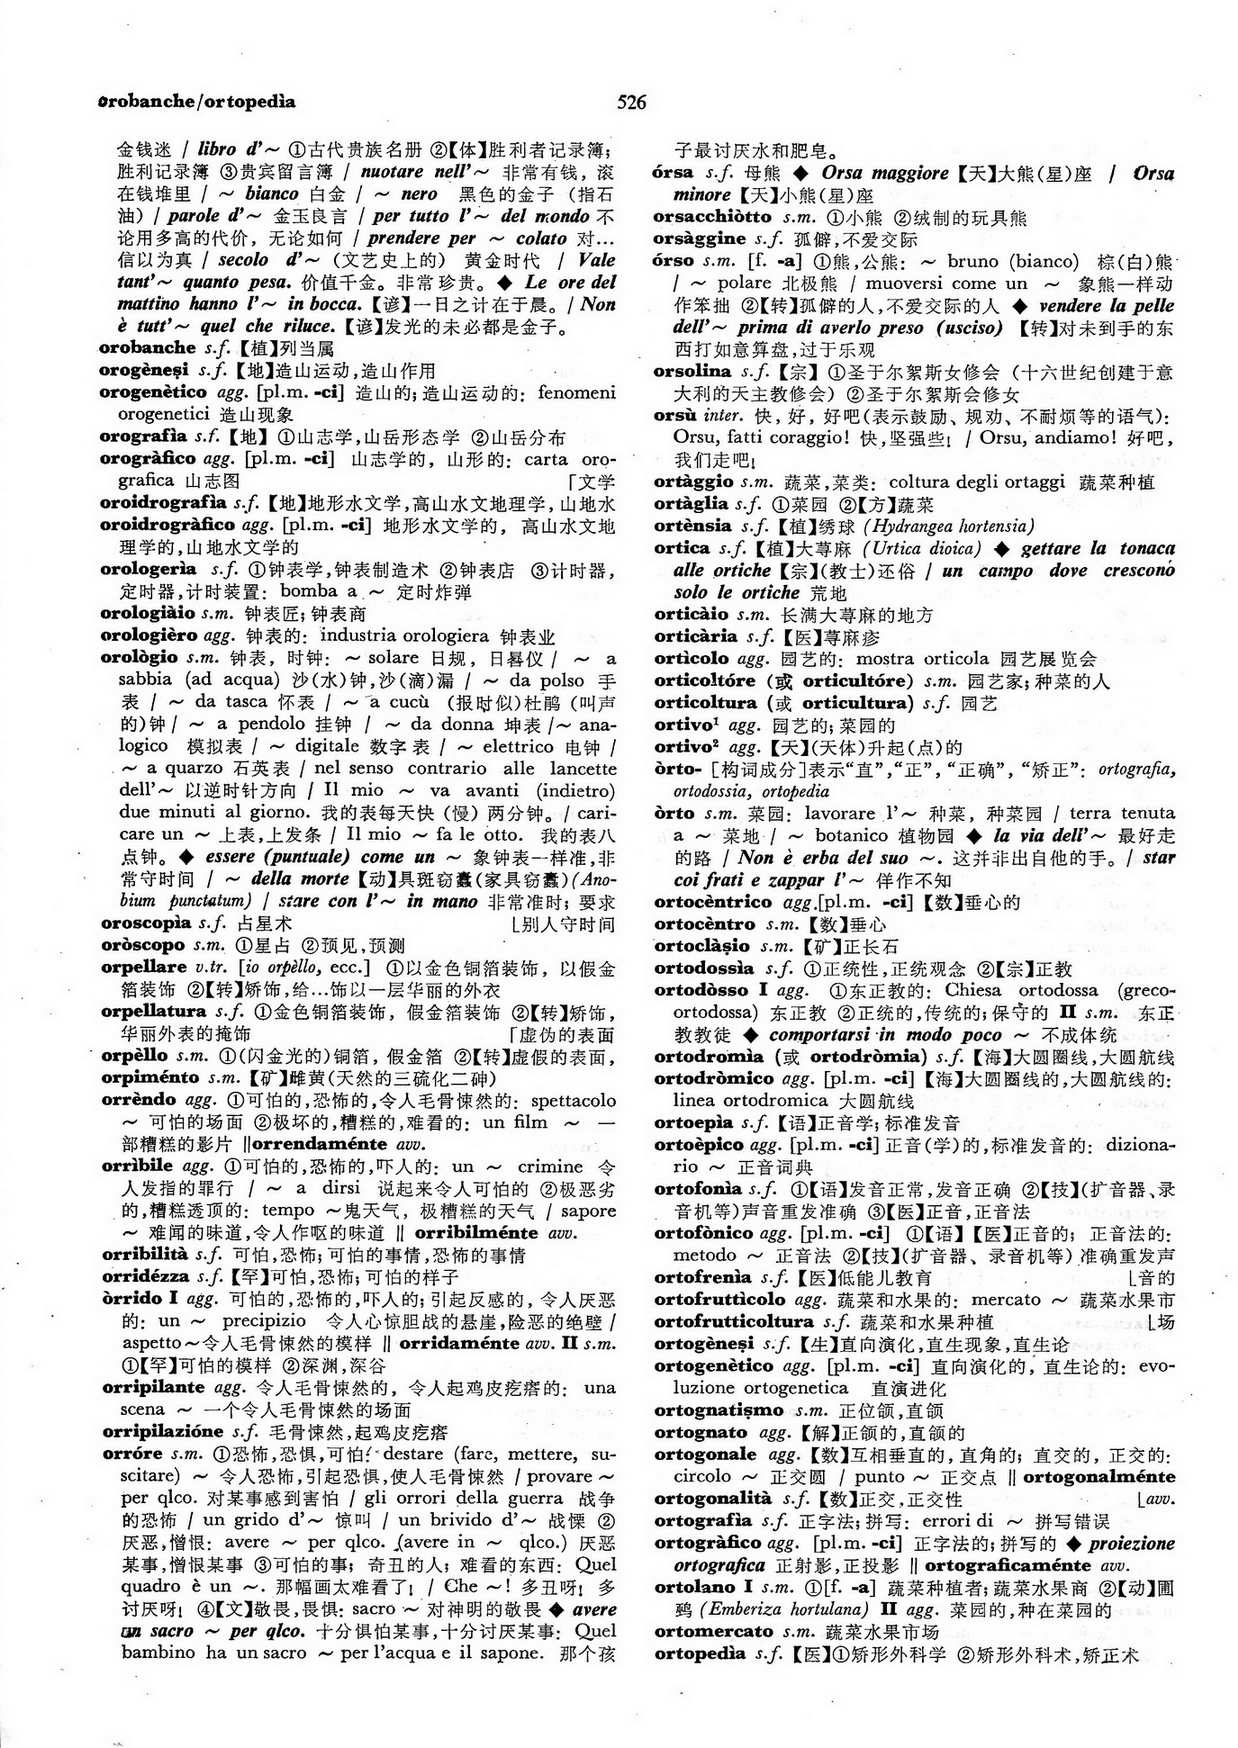 orobanche/ortopedìa
526
金钱迷 / libro d'～ ①古代贵族名册 ②【体】胜利者记录簿;
胜利记录簿 ③贵宾留言簿 / nuotare nell'～ 非常有钱, 滚
在钱堆里 / ～ bianco 白金 / ～ nero 黑色的金子 (指石
油) / parole d'～ 金玉良言 / per tutto l'～ del mondo 不
论用多高的代价, 无论如何 / prendere per ～ colato 对…
信以为真 / secolo d'～ (文艺史上的) 黄金时代 / Vale
tant'～ quanto pesa. 价值千金。非常珍贵。◆ Le ore del
mattino hanno l'～ in bocca.【谚】一日之计在于晨。/ Non
è tutt'～ quel che riluce.【谚】发光的未必都是金子。
orobanche s.f.【植】列当属
orogèneşi s.f.【地】造山运动,造山作用
orogenètico agg. [pl.m. -ci] 造山的; 造山运动的: fenomeni
orogenetici 造山现象
orografìa s.f.【地】 ①山志学,山岳形态学 ②山岳分布
orogràfico agg. [pl.m. -ci] 山志学的, 山形的: carta oro-
grafica 山志图 「文学
oroidrografìa s.f.【地】地形水文学,高山水文地理学, 山地水
oroidrogràfico agg. [pl.m. -ci] 地形水文学的, 高山水文地
理学的,山地水文学的
orologerìa s.f. ①钟表学,钟表制造术 ②钟表店 ③计时器,
定时器,计时装置: bomba a ～ 定时炸弹
orologiàio s.m. 钟表匠; 钟表商
orologièro agg. 钟表的: industria orologiera 钟表业
orològio s.m. 钟表, 时钟: ～ solare 日规, 日晷仪 / ～ a
sabbia (ad acqua) 沙(水)钟,沙(滴)漏 / ～ da polso 手
表 / ～ da tasca 怀表 / ～ a cucù (报时似)杜鹃 (叫声
的)钟 / ～ a pendolo 挂钟 / ～ da donna 坤表 /～ ana-
logico 模拟表 / ～ digitale 数字表 / ～ elettrico 电钟 /
～ a quarzo 石英表 / nel senso contrario alle lancette
dell'～ 以逆时针方向 / Il mio ～ va avanti (indietro)
due minuti al giorno. 我的表每天快 (慢) 两分钟。/ cari-
care un ～ 上表,上发条 / Il mio ～ fa le otto. 我的表八
点钟。◆ essere (puntuale) come un ～ 象钟表一样准,非
常守时间 / ～ della morte【动】具斑窃蠹(家具窃蠹)(Ano-
bium punctatum) / stare con l'～ in mano 非常准时; 要求
oroscopìa s.f. 占星术 ⌊别人守时间
oròscopo s.m. ①星占 ②预见,预测
orpellare v.tr. [io orpèllo, ecc.] ①以金色铜箔装饰, 以假金
箔装饰 ②【转】矫饰,给…饰以一层华丽的外衣
orpellatura s.f. ①金色铜箔装饰, 假金箔装饰 ②【转】矫饰,
华丽外表的掩饰 「虚伪的表面
orpèllo s.m. ①(闪金光的)铜箔, 假金箔 ②【转】虚假的表面,
orpiménto s.m.【矿】雌黄(天然的三硫化二砷)
orrèndo agg. ①可怕的,恐怖的,令人毛骨悚然的: spettacolo
～ 可怕的场面 ②极坏的,糟糕的,难看的: un film ～ 一
部糟糕的影片 ‖orrendaménte avv.
orrìbile agg. ①可怕的,恐怖的,吓人的: un ～ crimine 令
人发指的罪行 / ～ a dirsi 说起来令人可怕的 ②极恶劣
的,糟糕透顶的: tempo ～鬼天气, 极糟糕的天气 / sapore
～ 难闻的味道,令人作呕的味道 ‖ orribilménte avv.
orribilità s.f. 可怕,恐怖; 可怕的事情,恐怖的事情
orridézza s.f.【罕】可怕,恐怖; 可怕的样子
òrrido I agg. 可怕的,恐怖的,吓人的; 引起反感的, 令人厌恶
的: un ～ precipizio 令人心惊胆战的悬崖,险恶的绝壁 /
aspetto～令人毛骨悚然的模样 ‖ orridaménte avv. II s.m.
①【罕】可怕的模样 ②深渊,深谷
orripilante agg. 令人毛骨悚然的, 令人起鸡皮疙瘩的: una
scena ～ 一个令人毛骨悚然的场面
orripilazióne s.f. 毛骨悚然,起鸡皮疙瘩
orróre s.m. ①恐怖,恐惧,可怕: destare (fare, mettere, su-
scitare) ～ 令人恐怖,引起恐惧,使人毛骨悚然 / provare ～
per qlco. 对某事感到害怕 / gli orrori della guerra 战争
的恐怖 / un grido d'～ 惊叫 / un brivido d'～ 战慄 ②
厌恶,憎恨: avere ～ per qlco. (avere in ～ qlco.) 厌恶
某事,憎恨某事 ③可怕的事; 奇丑的人; 难看的东西: Quel
quadro è un ～. 那幅画太难看了! / Che ～! 多丑呀! 多
讨厌呀! ④【文】敬畏,畏惧: sacro ～ 对神明的敬畏 ◆ avere
un sacro ～ per qlco. 十分惧怕某事,十分讨厌某事: Quel
bambino ha un sacro ～ per l'acqua e il sapone. 那个孩
子最讨厌水和肥皂。
órsa s.f. 母熊 ◆ Orsa maggiore【天】大熊(星)座 / Orsa
minore【天】小熊(星)座
orsacchiòtto s.m. ①小熊 ②绒制的玩具熊
orsàggine s.f. 孤僻,不爱交际
órso s.m. [f. -a] ①熊,公熊: ～ bruno (bianco) 棕(白)熊
/ ～ polare 北极熊 / muoversi come un ～ 象熊一样动
作笨拙 ②【转】孤僻的人,不爱交际的人 ◆ vendere la pelle
dell'～ prima di averlo preso (usciso) 【转】对未到手的东
西打如意算盘,过于乐观
orsolina s.f.【宗】 ①圣于尔絮斯女修会 (十六世纪创建于意
大利的天主教修会) ②圣于尔絮斯会修女
orsù inter. 快, 好, 好吧(表示鼓励、规劝、不耐烦等的语气):
Orsu, fatti coraggio! 快,坚强些! / Orsu, andiamo! 好吧,
我们走吧!
ortàggio s.m. 蔬菜,菜类: coltura degli ortaggi 蔬菜种植
ortàglia s.f. ①菜园 ②【方】蔬菜
ortènsia s.f.【植】绣球 (Hydrangea hortensia)
ortica s.f.【植】大荨麻 (Urtica dioica) ◆ gettare la tonaca
alle ortiche【宗】(教士)还俗 / un campo dove crescono
solo le ortiche 荒地
orticàio s.m. 长满大荨麻的地方
orticària s.f.【医】荨麻疹
orticolo agg. 园艺的: mostra orticola 园艺展览会
orticoltóre (或 orticultóre) s.m. 园艺家; 种菜的人
orticoltura (或 orticultura) s.f. 园艺
ortivo¹ agg. 园艺的; 菜园的
ortivo² agg.【天】(天体)升起(点)的
òrto- [构词成分]表示“直”,“正”, “正确”, “矫正”: ortografia,
ortodossia, ortopedia
òrto s.m. 菜园: lavorare l'～ 种菜, 种菜园 / terra tenuta
a ～ 菜地 / ～ botanico 植物园 ◆ la via dell'～ 最好走
的路 / Non è erba del suo ～. 这并非出自他的手。/ star
coi frati e zappar l'～ 佯作不知
ortocèntrico agg.[pl.m. -ci]【数】垂心的
ortocèntro s.m.【数】垂心
ortoclàşio s.m.【矿】正长石
ortodossìa s.f. ①正统性,正统观念 ②【宗】正教
ortodòsso I agg. ①东正教的: Chiesa ortodossa (greco-
ortodossa) 东正教 ②正统的,传统的; 保守的 II s.m. 东正
教教徒 ◆ comportarsi in modo poco ～ 不成体统
ortodromìa (或 ortodròmia) s.f.【海】大圆圈线,大圆航线
ortodròmico agg. [pl.m. -ci]【海】大圆圈线的,大圆航线的:
linea ortodromica 大圆航线
ortoepìa s.f.【语】正音学; 标准发音
ortoèpico agg. [pl.m. -ci] 正音(学)的,标准发音的: diziona-
rio ～ 正音词典
ortofonìa s.f. ①【语】发音正常,发音正确 ②【技】(扩音器、录
音机等)声音重发准确 ③【医】正音,正音法
ortofònico agg. [pl.m. -ci] ①【语】【医】正音的; 正音法的:
metodo ～ 正音法 ②【技】(扩音器、录音机等) 准确重发声
ortofrenìa s.f.【医】低能儿教育 ⌊音的
ortofrutticolo agg. 蔬菜和水果的: mercato ～ 蔬菜水果市
ortofrutticoltura s.f. 蔬菜和水果种植 ⌊场
ortogèneşi s.f.【生】直向演化,直生现象,直生论
ortogenètico agg. [pl.m. -ci] 直向演化的, 直生论的: evo-
luzione ortogenetica 直演进化
ortognatişmo s.m. 正位颌,直颌
ortognato agg.【解】正颌的,直颌的
ortogonale agg.【数】互相垂直的, 直角的; 直交的, 正交的:
circolo ～ 正交圆 / punto ～ 正交点 ‖ ortogonalménte
ortogonalità s.f.【数】正交,正交性 ⌊avv.
ortografìa s.f. 正字法; 拼写: errori di ～ 拼写错误
ortogràfico agg. [pl.m. -ci] 正字法的; 拼写的 ◆ proiezione
ortografica 正射影,正投影 ‖ ortograficaménte avv.
ortolano I s.m. ①[f. -a] 蔬菜种植者; 蔬菜水果商 ②【动】圃
鹀 (Emberiza hortulana) II agg. 菜园的,种在菜园的
ortomercato s.m. 蔬菜水果市场
ortopedìa s.f.【医】①矫形外科学 ②矫形外科术,矫正术